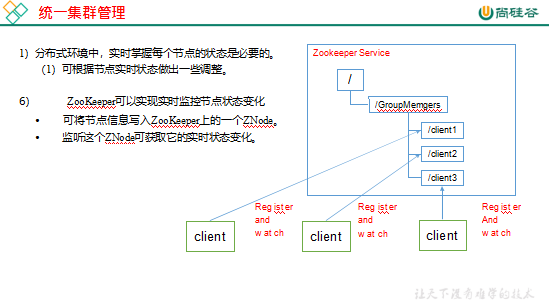 统一集群管理
尚硅谷
1）分布式环境中，实时掌握每个节点的状态是必要的。
（1）可根据节点实时状态做出一些调整。
6) ZooKeeper可以实现实时监控节点状态变化
• 可将节点信息写入ZooKeeper上的一个ZNode。
• 监听这个ZNode可获取它的实时状态变化。
Zookeeper Service
/
/GroupMemgers
/client1
/client2
/client3
Register
and
watch
Register
and
watch
Register
And
watch
client
client
client
让天下没有难学的技术